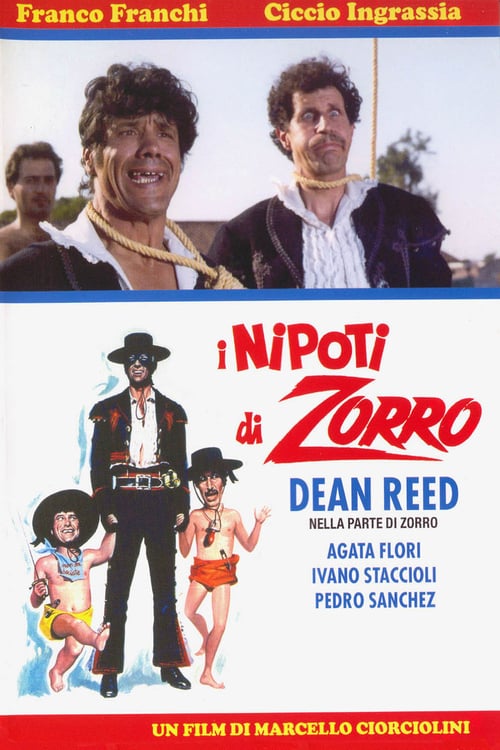 Franco Franchi Ciccio Ingrassia
i NiPOTi
di ZORRO
DEAN REED
NELLA PARTE DI ZORRO
AGATA FLORI
IVANO STACCIOLI
PEDRO SANCHEZ
UN FILM DI MARCELLO CIORCIOLINI